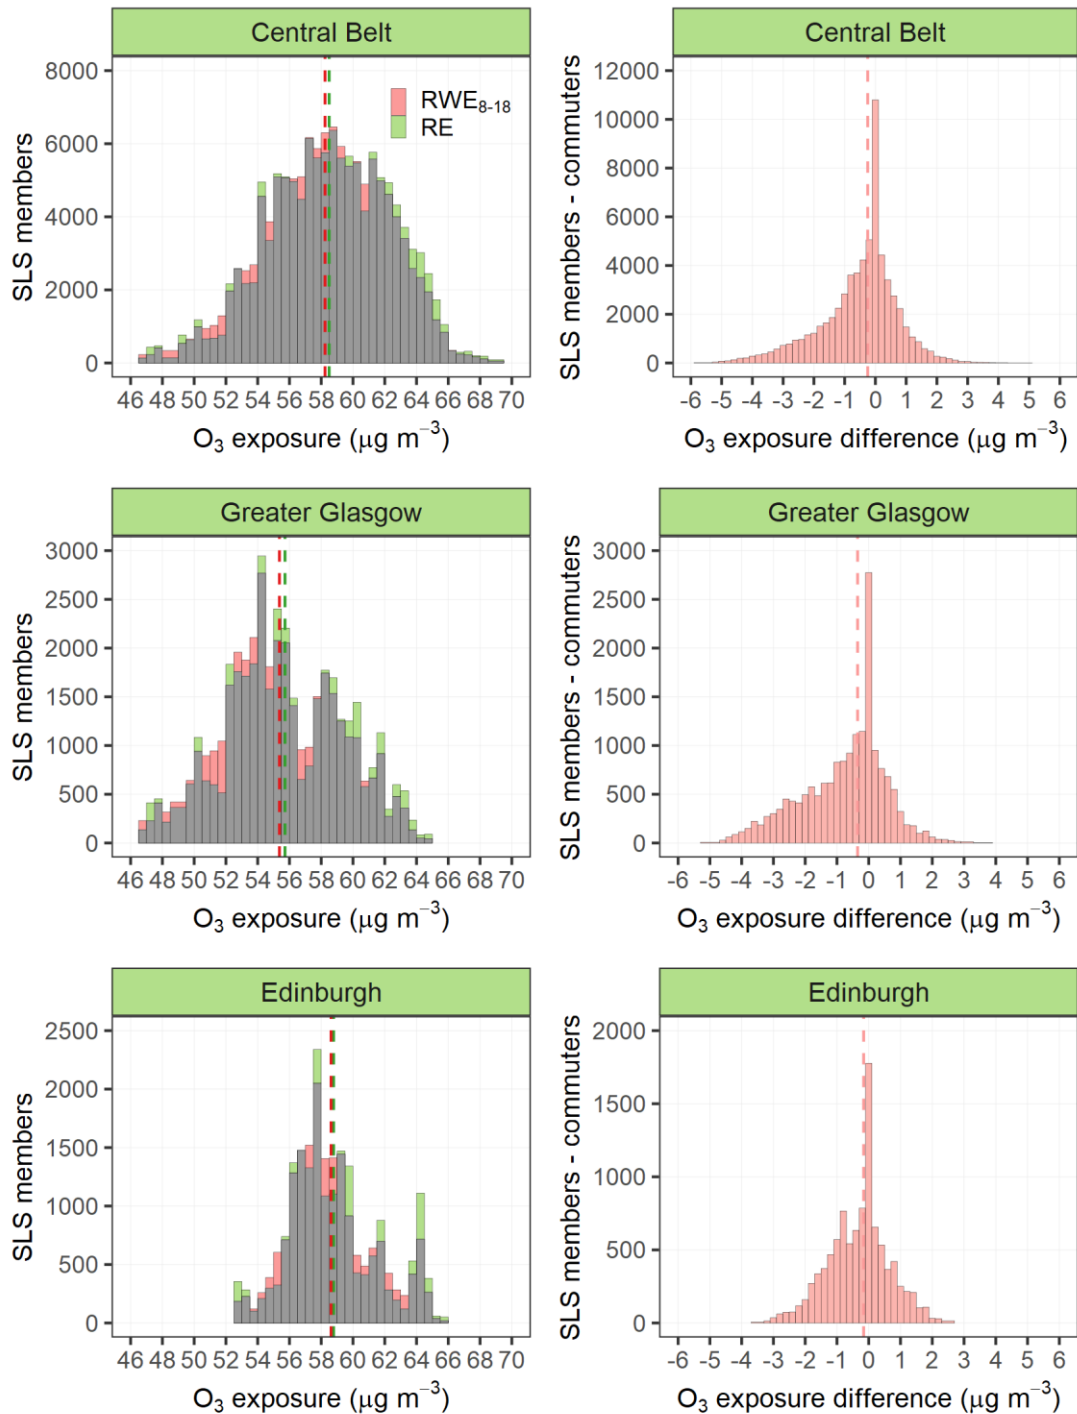 Central Belt
8000
6000
4000
2000
0
SLS members
RWE8-18
RE
46 48 50 52 54 56 58 60 62 64 66 68 70
O3 exposure (μg m−3)
Central Belt
12000
10000
8000
6000
4000
2000
0
SLS members - commuters
-6 -5 -4 -3 -2 -1 0 1 2 3 4 5 6
O3 exposure difference (μg m−3)
Greater Glasgow
3000
2500
2000
1500
1000
500
0
SLS members
46 48 50 52 54 56 58 60 62 64 66 68 70
O3 exposure (μg m−3)
Greater Glasgow
3000
2500
2000
1500
1000
500
0
SLS members - commuters
-6 -5 -4 -3 -2 -1 0 1 2 3 4 5 6
O3 exposure difference (μg m−3)
Edinburgh
2500
2000
1500
1000
500
0
SLS members
46 48 50 52 54 56 58 60 62 64 66 68 70
O3 exposure (μg m−3)
Edinburgh
2000
1500
1000
500
0
SLS members - commuters
-6 -5 -4 -3 -2 -1 0 1 2 3 4 5 6
O3 exposure difference (μg m−3)